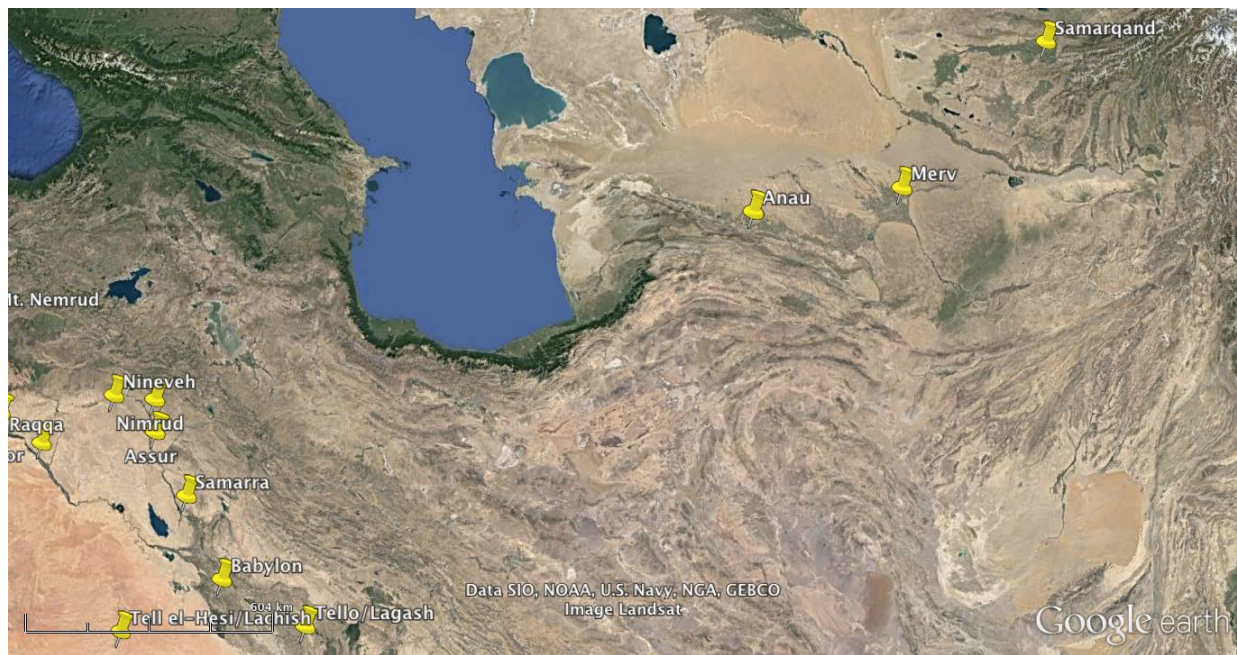 Samarqand
Merv
Anau
Mt. Nemrud
Nineveh
Raqqa
Nimrud
or
Assur
Samarra
Babylon
Data SIO, NOAA, U.S. Navy, NGA, GEBCO
Image Landsat
604 km
Tell el-Hesi/Lachish
Tello/Lagash
Google earth